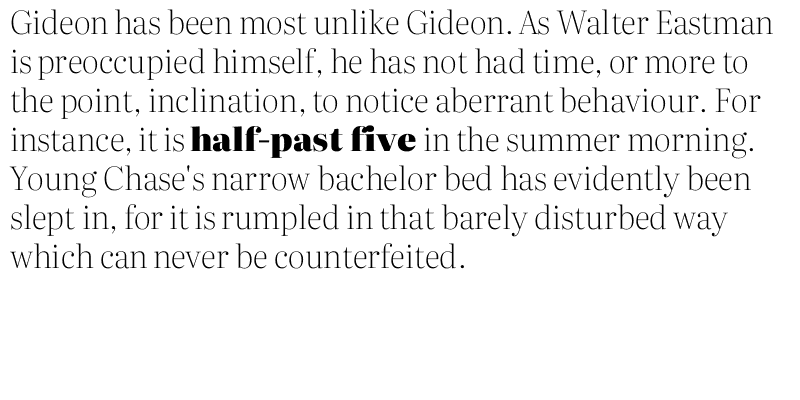 Gideon has been most unlike Gideon. As Walter Eastman
is preoccupied himself, he has not had time, or more to
the point, inclination, to notice aberrant behaviour. For
instance, it is half-past five in the summer morning.
Young Chase's narrow bachelor bed has evidently been
slept in, for it is rumpled in that barely disturbed way
which can never be counterfeited.